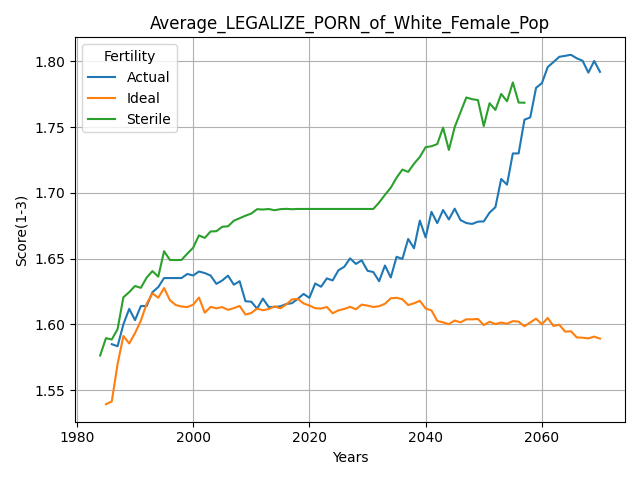 Average_LEGALIZE_PORN_of_White_Female_Pop
Fertility
Actual
Ideal
Sterile
Score(1-3)
1.80
1.75
1.70
1.65
1.60
1.55
1980
2000
2020
2040
2060
Years